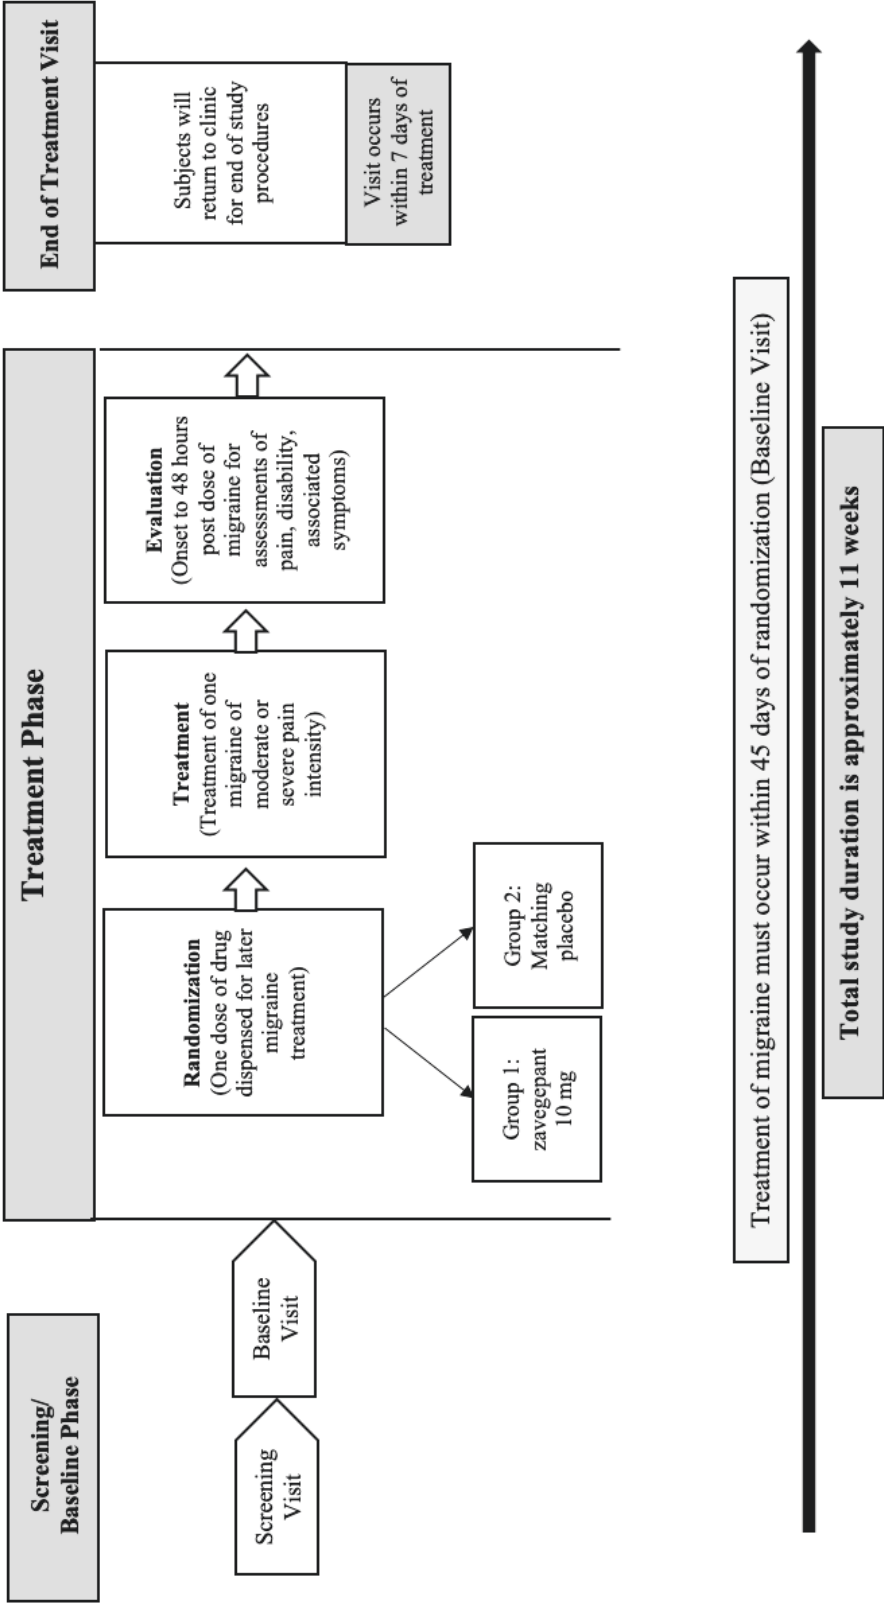 Screening/
Baseline Phase
Treatment Phase
End of Treatment Visit
Screening
Visit
Baseline
Visit
Randomization
(One dose of drug
dispensed for later
migraine
treatment)
Treatment
(Treatment of one
migraine of
moderate or
severe pain
intensity)
Evaluation
(Onset to 48 hours
post dose of
migraine for
assessments of
pain, disability,
associated
symptoms)
Subjects will
return to clinic
for end of study
procedures
Visit occurs
within 7 days of
treatment
Group 1:
zavegepant
10 mg
Group 2:
Matching
placebo
Treatment of migraine must occur within 45 days of randomization (Baseline Visit)
Total study duration is approximately 11 weeks